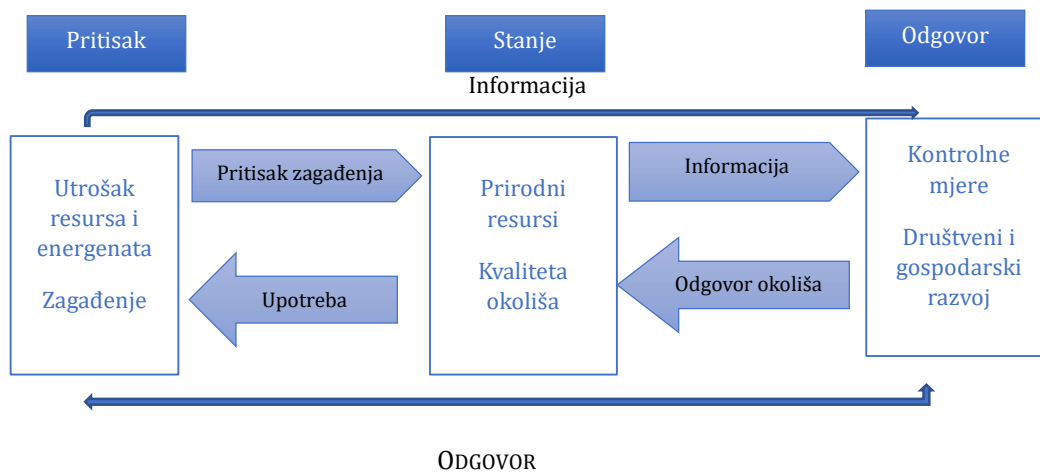 Pritisak
Stanje
Odgovor
Informacija
Utrošak
resursa i
energenata
Zagađenje
Pritisak zagađenja
Upotreba
Prirodni
resursi
Kvaliteta
okoliša
Informacija
Odgovor okoliša
Kontrolne
mjere
Društveni i
gospodarski
razvoj
ODGOVOR